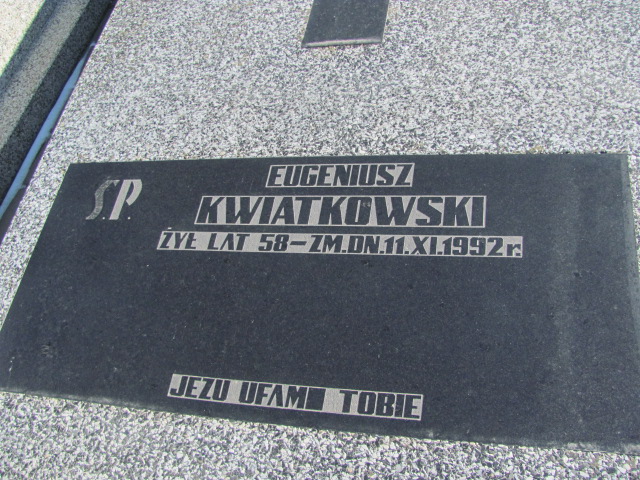 Ś.P.
EUGENIUSZ
KWIATKOWSKI
ŻYŁ LAT 58-ZM.DN.11.XI.1992r.
JEZU UFAM TOBIE